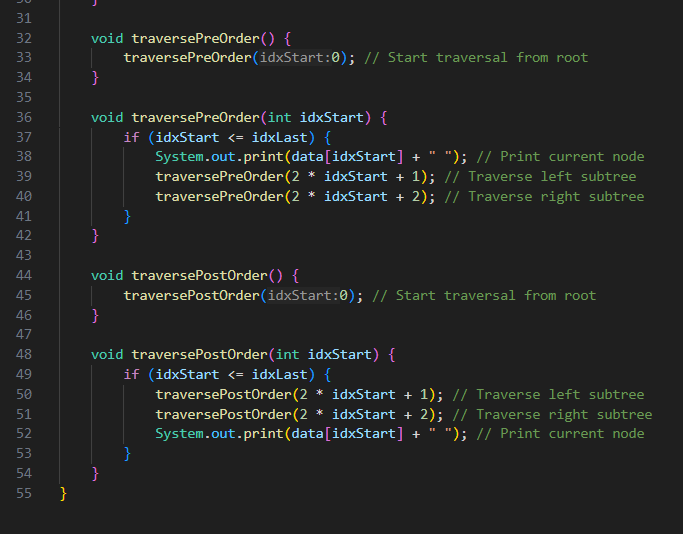 30 }
31
32 void traversePreOrder() {
33 traversePreOrder(idxStart:0); // Start traversal from root
34 }
35
36 void traversePreOrder(int idxStart) {
37 if (idxStart <= idxLast) {
38 System.out.print(data[idxStart] + " "); // Print current node
39 traversePreOrder(2 * idxStart + 1); // Traverse left subtree
40 traversePreOrder(2 * idxStart + 2); // Traverse right subtree
41 }
42 }
43
44 void traversePostOrder() {
45 traversePostOrder(idxStart:0); // Start traversal from root
46 }
47
48 void traversePostOrder(int idxStart) {
49 if (idxStart <= idxLast) {
50 traversePostOrder(2 * idxStart + 1); // Traverse left subtree
51 traversePostOrder(2 * idxStart + 2); // Traverse right subtree
52 System.out.print(data[idxStart] + " "); // Print current node
53 }
54 }
55 }